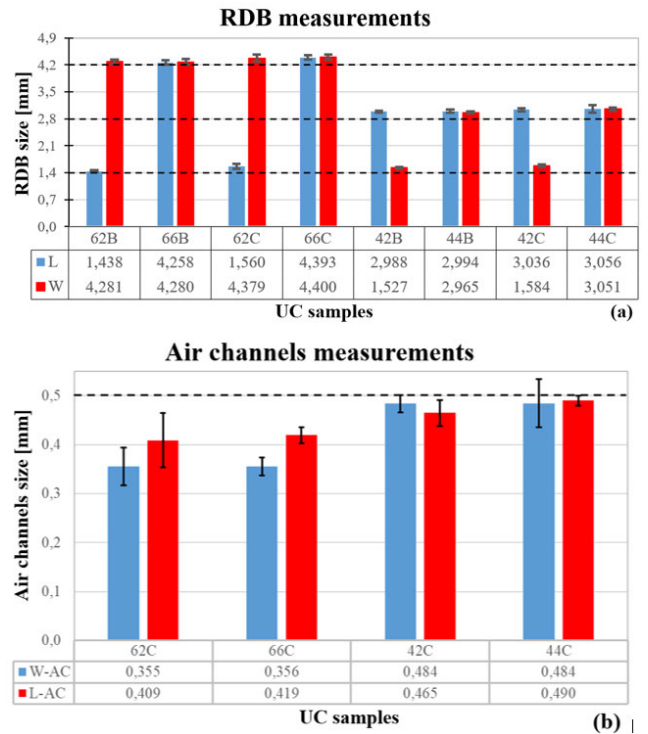 RDB measurements
RDB size [mm]
4,9
4,2
3,5
2,8
2,1
1,4
0,7
0,0
62B 66B 62C 66C 42B 44B 42C 44C
L 1,438 4,258 1,560 4,393 2,988 2,994 3,036 3,056
W 4,281 4,280 4,379 4,400 1,527 2,965 1,584 3,051
UC samples
(a)
Air channels measurements
Air channels size [mm]
0,5
0,4
0,3
0,2
0,1
0,0
62C 66C 42C 44C
W-AC 0,355 0,356 0,484 0,484
L-AC 0,409 0,419 0,465 0,490
UC samples
(b)